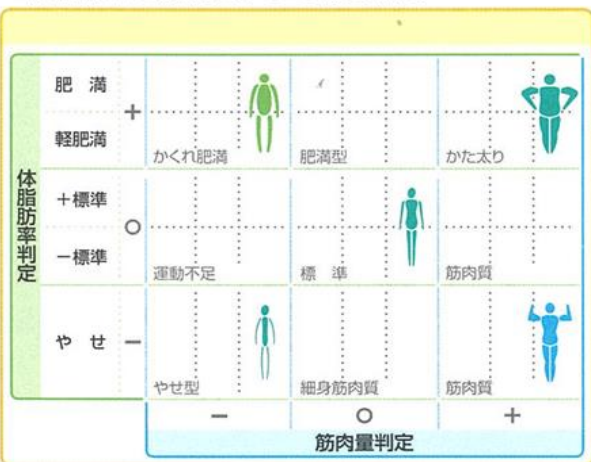 体脂肪率判定
肥 満
+
軽肥満
かくれ肥満
肥満型
かた太り
+標準
○
-標準
運動不足
標 準
筋肉質
や せ
-
やせ型
細身筋肉質
筋肉質
- ○ +
筋肉量判定